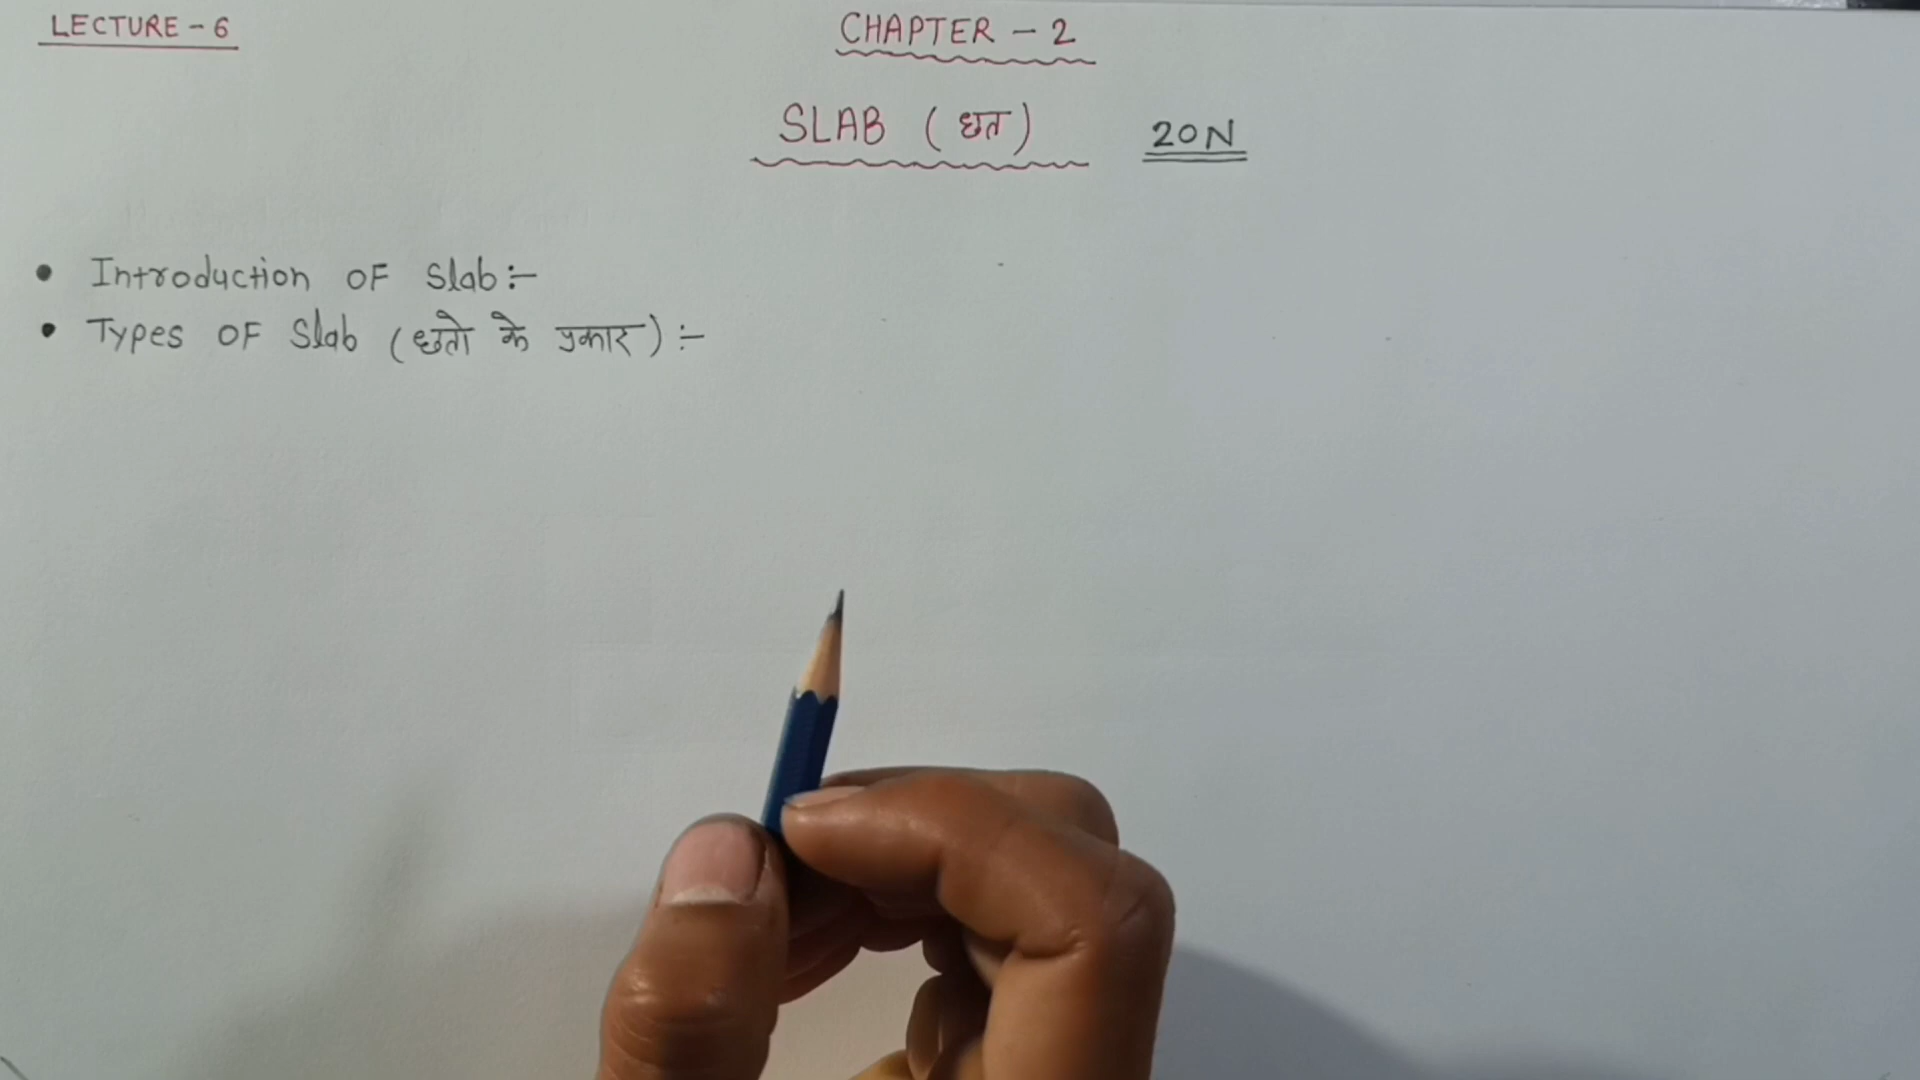 LECTURE - 6
CHAPTER - 2
SLAB (छत) 20N
• Introduction OF Slab:-
• Types OF Slab (छतो के प्रकार):-